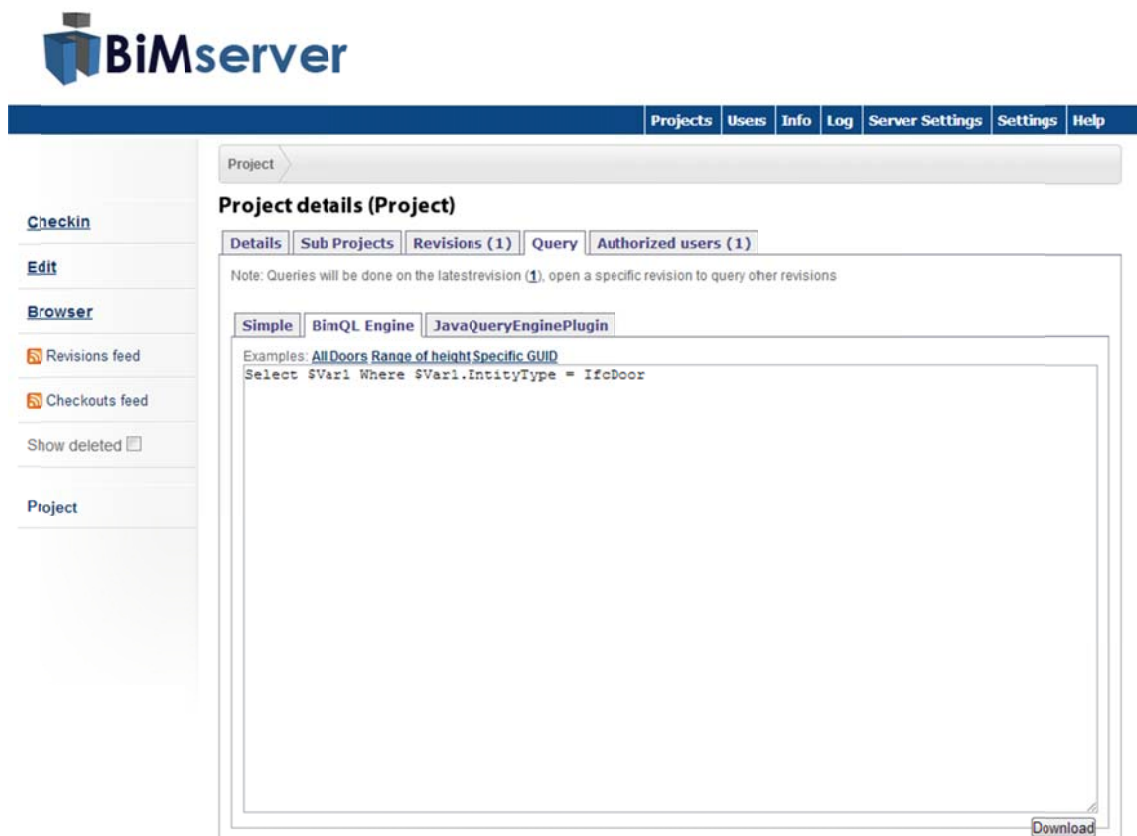 BiMserver
Projects Users Info Log Server Settings Settings Help
Project
Project details (Project)
Checkin
Edit
Browser
Revisions feed
Checkouts feed
Show deleted
Project
Details Sub Projects Revisions (1) Query Authorized users (1)
Note: Queries will be done on the latestrevision (1), open a specific revision to query other revisions
Simple BimQL Engine JavaQueryEnginePlugin
Examples: All Doors Range of height Specific GUID
Select $Var1 Where $Var1.IntityType = IfcDoor
Download